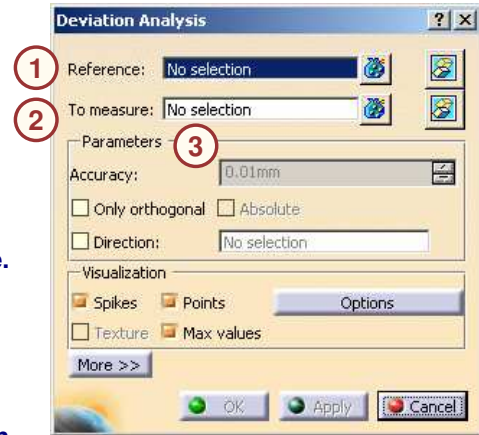 Deviation Analysis
1 Reference: No selection
2 To measure: No selection
Parameters 3
Accuracy: 0.01mm
Only orthogonal Absolute
Direction: No selection
e.
Visualization
Spikes Points Options
Texture Max values
More >>
OK Apply Cancel